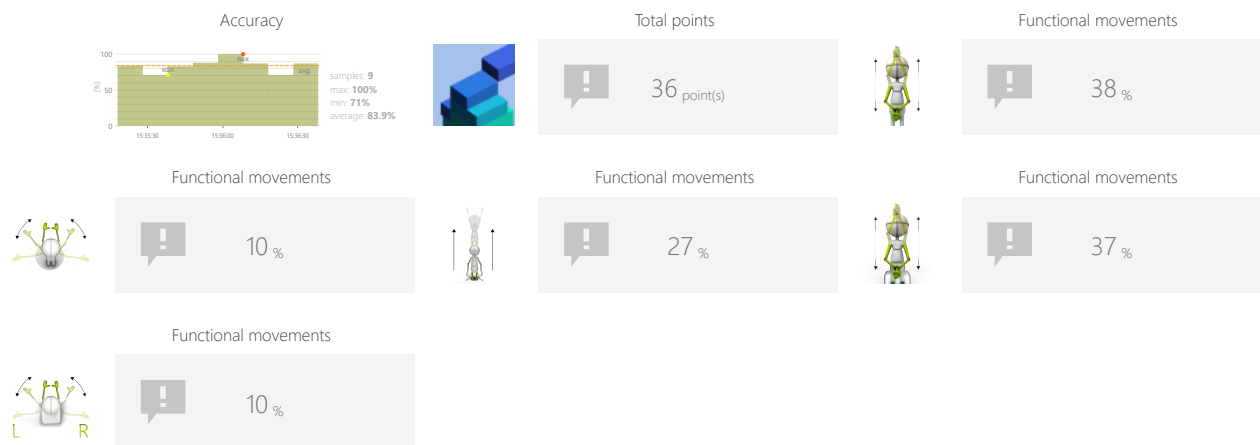 Accuracy
Total points
Functional movements
100
50
0
[%]
min
max
avg
15:35:30
15:36:00
15:36:30
samples: 9
max: 100%
min: 71%
average: 83.9%
36 point(s)
38 %
Functional movements
Functional movements
Functional movements
10 %
27 %
37 %
Functional movements
10 %
L R